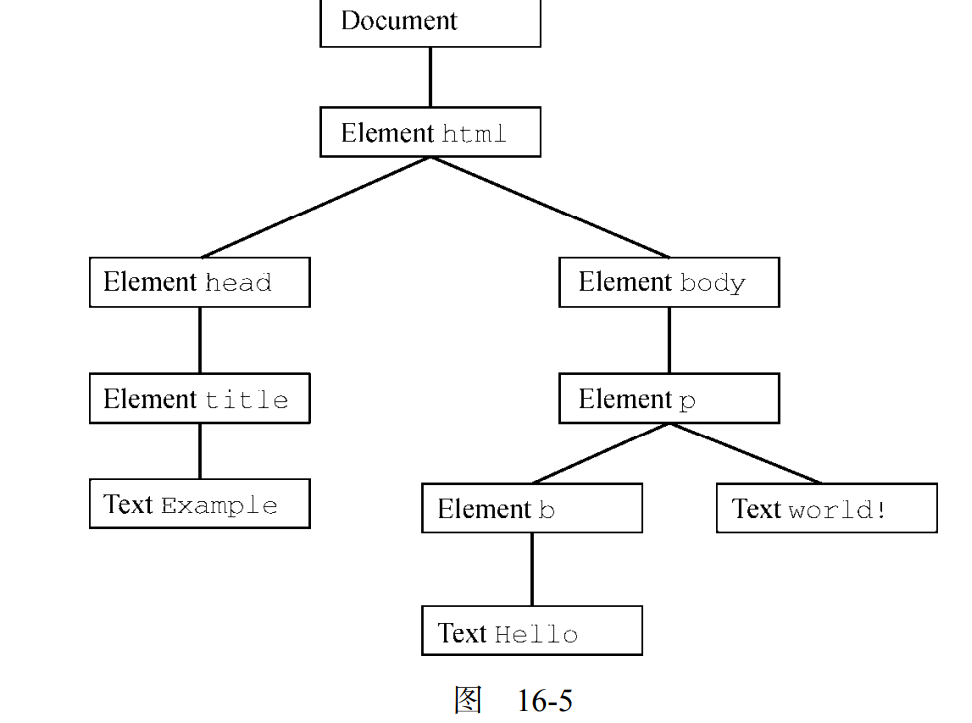 Document
Element html
Element head
Element body
Element title
Element p
Text Example
Element b
Text world!
Text Hello
图 16-5